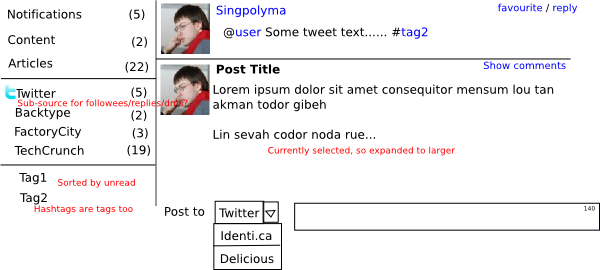 Notifications (5)
Content (2)
Articles (22)
Twitter (5)
Sub-source for followees/replies/dms?
Backtype (2)
FactoryCity (3)
TechCrunch (19)
Tag1
Sorted by unread
Tag2
Hashtags are tags too
Singpolyma
favourite / reply
@user Some tweet text...... #tag2
Post Title
Show comments
Lorem ipsum dolor sit amet consequitor mensum lou tan
akman todor gibeh
Lin sevah codor noda rue...
Currently selected, so expanded to larger
Post to
Twitter
Identi.ca
Delicious
140